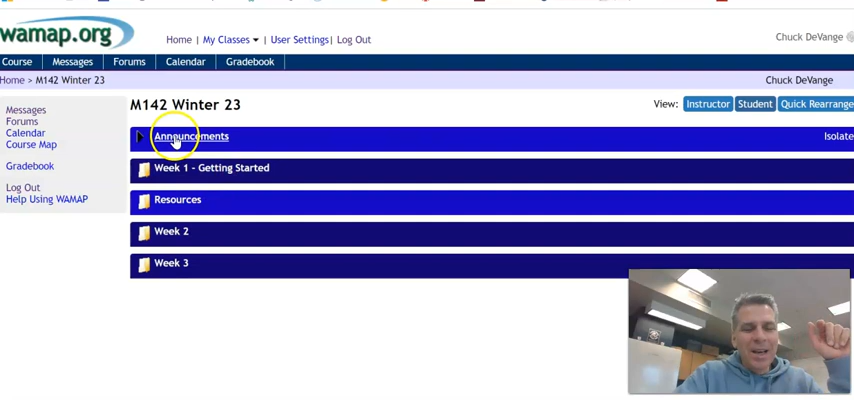 wamap.org
Home | My Classes | User Settings | Log Out
Chuck DeVange
Course Messages Forums Calendar Gradebook
Home > M142 Winter 23
Chuck DeVange
Messages
Forums
Calendar
Course Map
Gradebook
Log Out
Help Using WAMAP
M142 Winter 23
View: Instructor Student Quick Rearrange
Announcements
Isolate
Week 1 - Getting Started
Resources
Week 2
Week 3